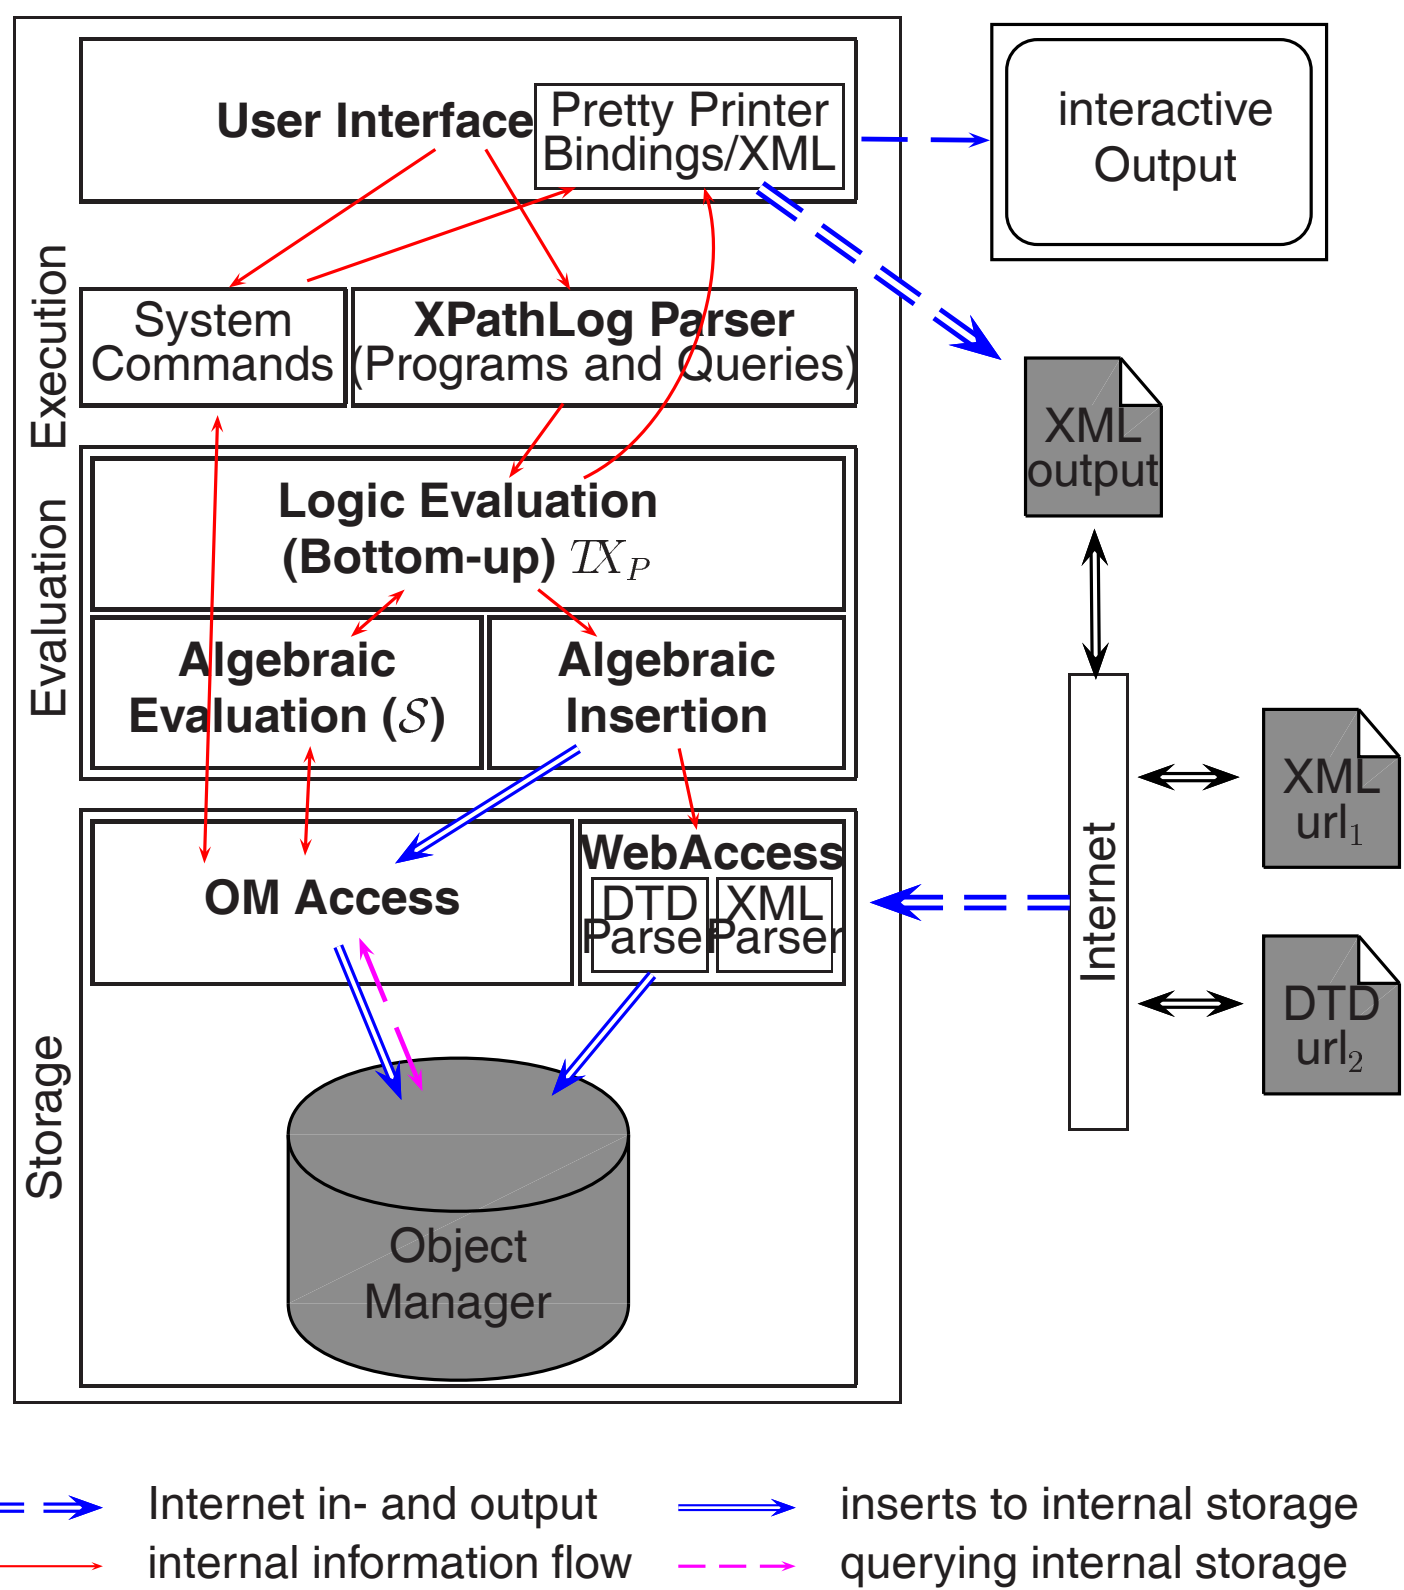 User Interface
Pretty Printer
Bindings/XML
interactive
Output
Execution
System
Commands
XPathLog Parser
(Programs and Queries)
XML
output
Evaluation
Logic Evaluation
(Bottom-up) TX_P
Algebraic
Evaluation (𝒮)
Algebraic
Insertion
Internet
XML
url₁
DTD
url₂
Storage
OM Access
WebAccess
DTD
Parser
XML
Parser
Object
Manager
Internet in- and output
inserts to internal storage
internal information flow
querying internal storage